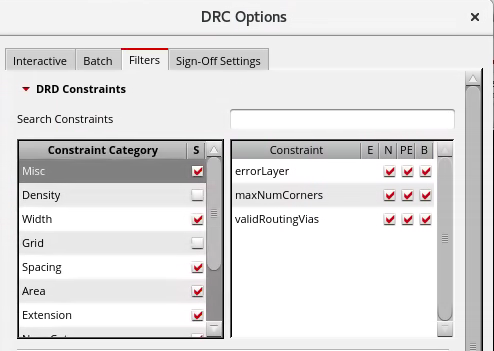 DRC Options
Interactive Batch Filters Sign-Off Settings
DRD Constraints
Search Constraints
Constraint Category S Constraint E N PE B
Misc errorLayer
Density maxNumCorners
Width validRoutingVias
Grid
Spacing
Area
Extension